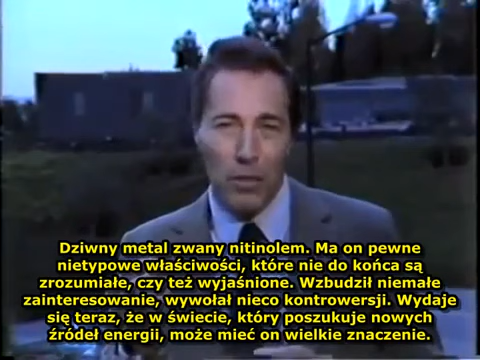 Dziwny metal zwany nitinolem. Ma on pewne
nietypowe właściwości, które nie do końca są
zrozumiałe, czy też wyjaśnione. Wzbudził niemałe
zainteresowanie, wywołał nieco kontrowersji. Wydaje
się teraz, że w świecie, który poszukuje nowych
źródeł energii, może mieć on wielkie znaczenie.